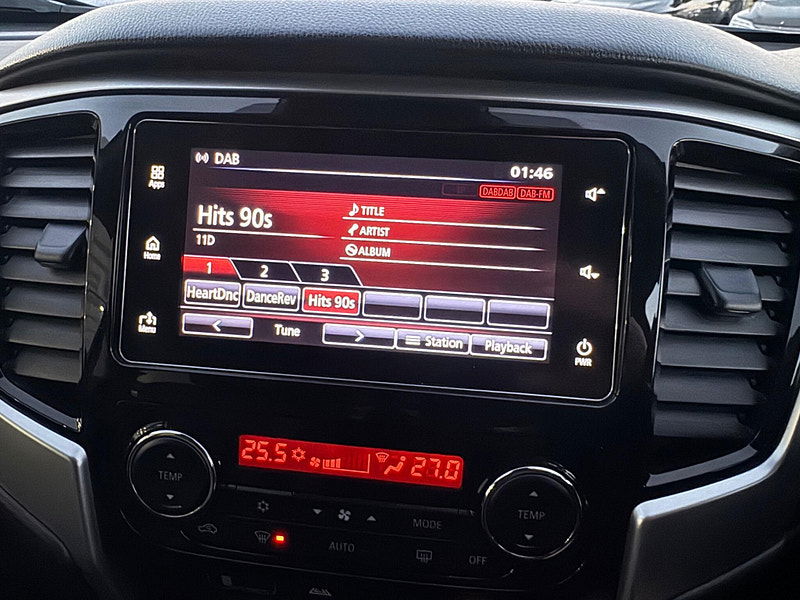 DAB
01:46
Apps
DABDAB DAB-FM
Hits 90s
TITLE
11D
ARTIST
Home
ALBUM
1 2 3
HeartDnc DanceRev Hits 90s
Menu
< Tune > Station Playback
PWR
25.5 27.0
TEMP
TEMP
MODE
AUTO
OFF